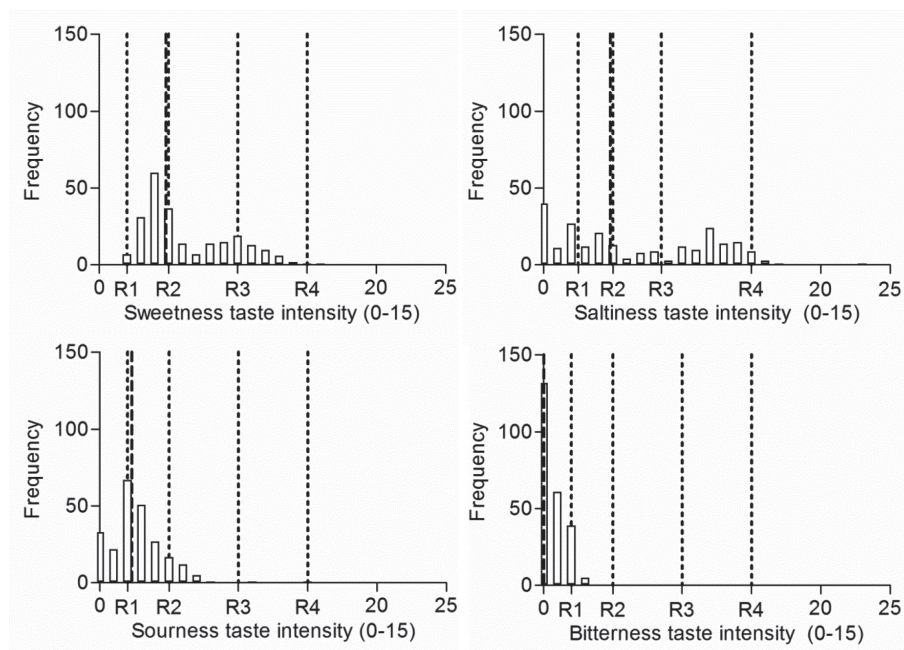 150
100
50
0
Frequency
0 R1 R2 R3 R4 20 25
Sweetness taste intensity (0-15)
150
100
50
0
Frequency
0 R1 R2 R3 R4 20 25
Saltiness taste intensity (0-15)
150
100
50
0
Frequency
0 R1 R2 R3 R4 20 25
Sourness taste intensity (0-15)
150
100
50
0
Frequency
0 R1 R2 R3 R4 20 25
Bitterness taste intensity (0-15)